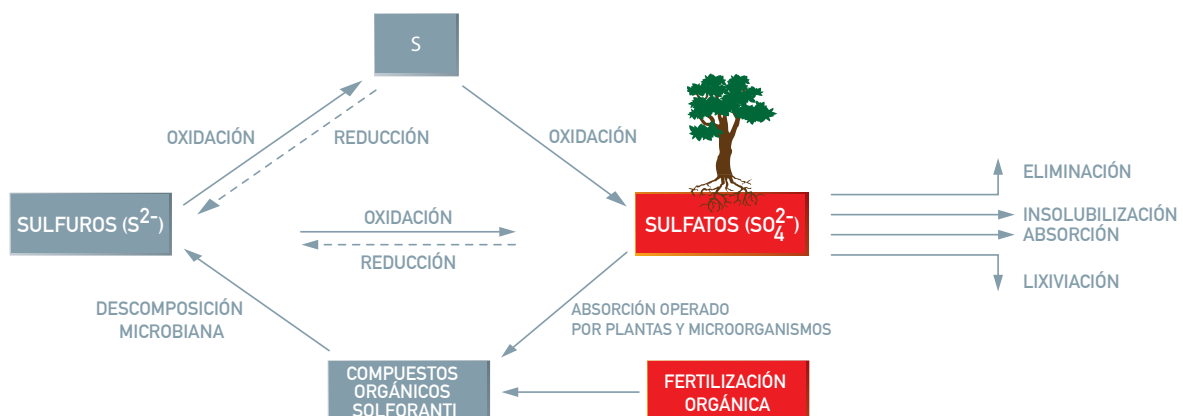 S
OXIDACIÓN
REDUCCIÓN
OXIDACIÓN
ELIMINACIÓN
SULFUROS (S²⁻)
OXIDACIÓN
REDUCCIÓN
SULFATOS (SO₄²⁻)
INSOLUBILIZACIÓN
ABSORCIÓN
LIXIVIACIÓN
DESCOMPOSICIÓN
MICROBIANA
ABSORCIÓN OPERADO
POR PLANTAS Y MICROORGANISMOS
COMPUESTOS
ORGÁNICOS
SOLFORANTI
FERTILIZACIÓN
ORGÁNICA